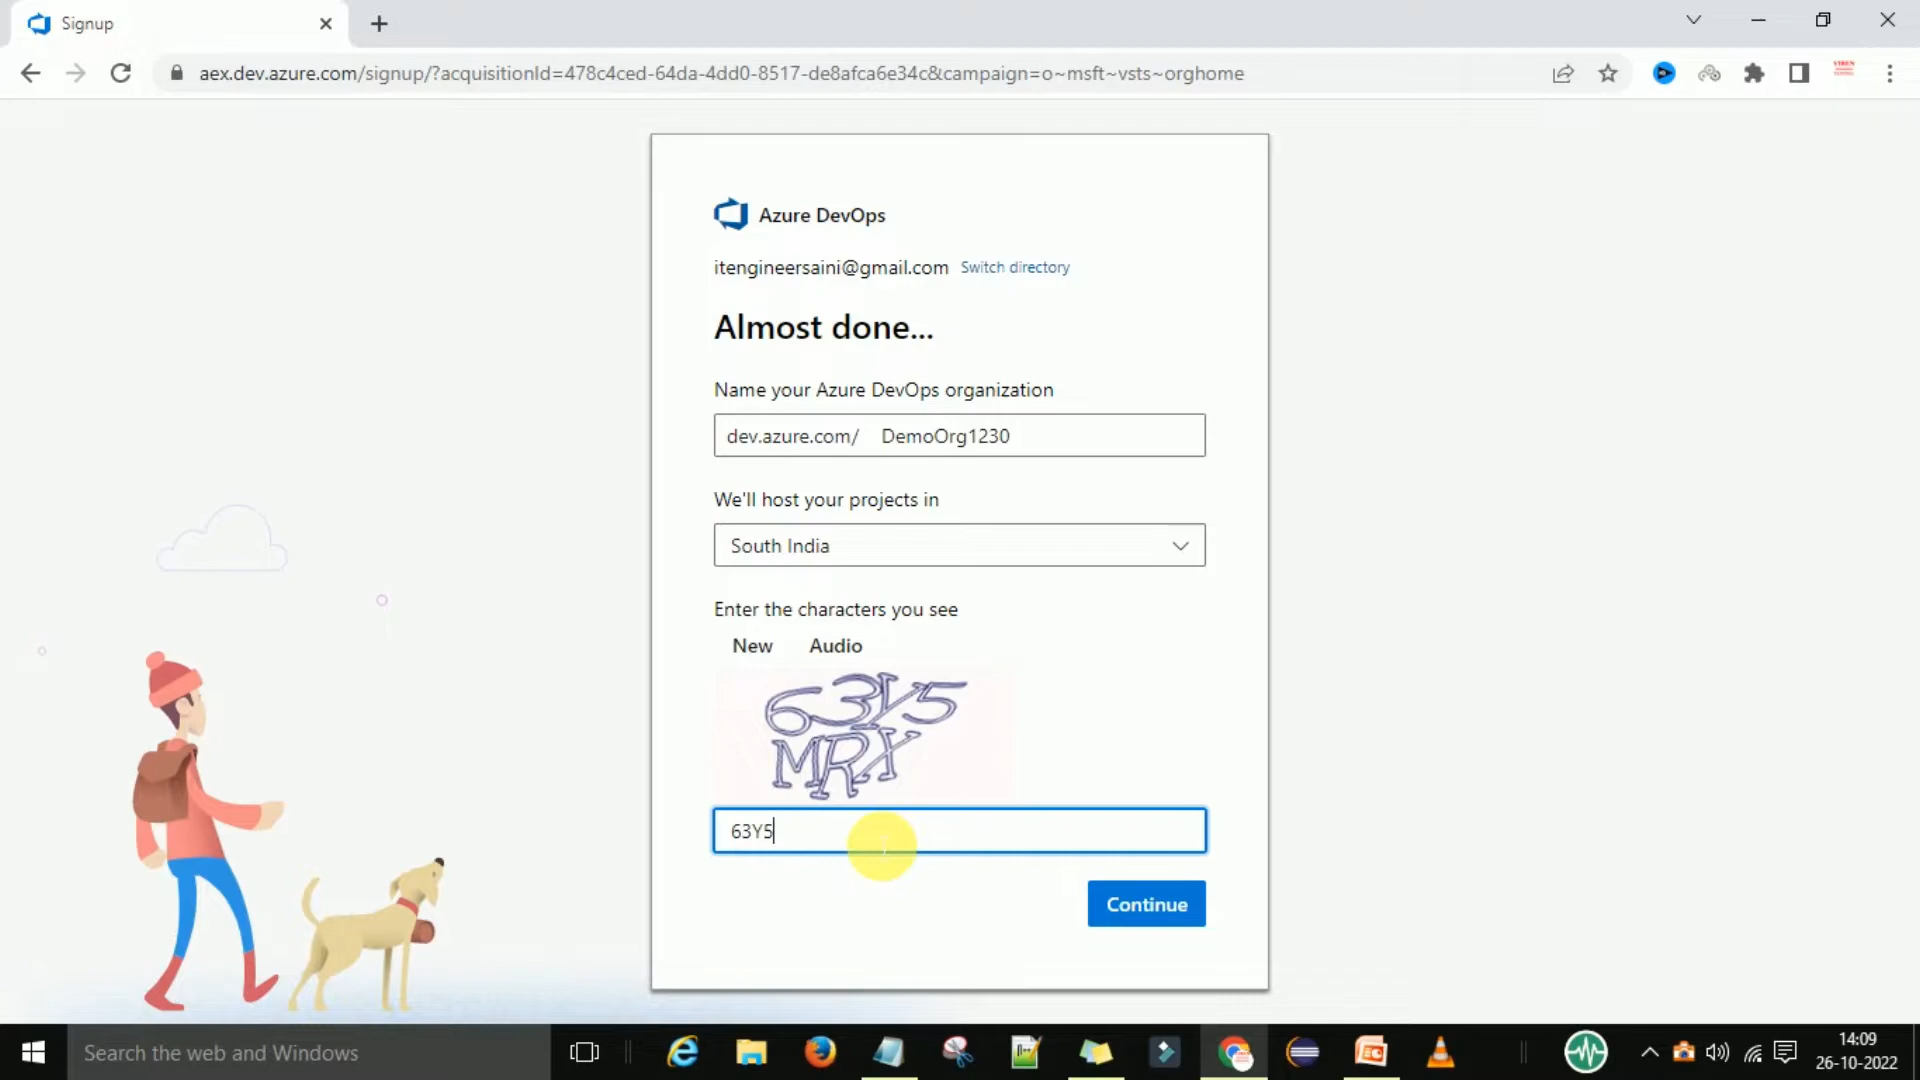 Signup
aex.dev.azure.com/signup/?acquisitionId=478c4ced-64da-4dd0-8517-de8afca6e34c&campaign=o~msft~vsts~orghome
VIREN
Azure DevOps
itengineersaini@gmail.com Switch directory
Almost done...
Name your Azure DevOps organization
dev.azure.com/ DemoOrg1230
We'll host your projects in
South India
Enter the characters you see
New Audio
63Y5
MRX
63Y5
Continue
Search the web and Windows
14:09
26-10-2022